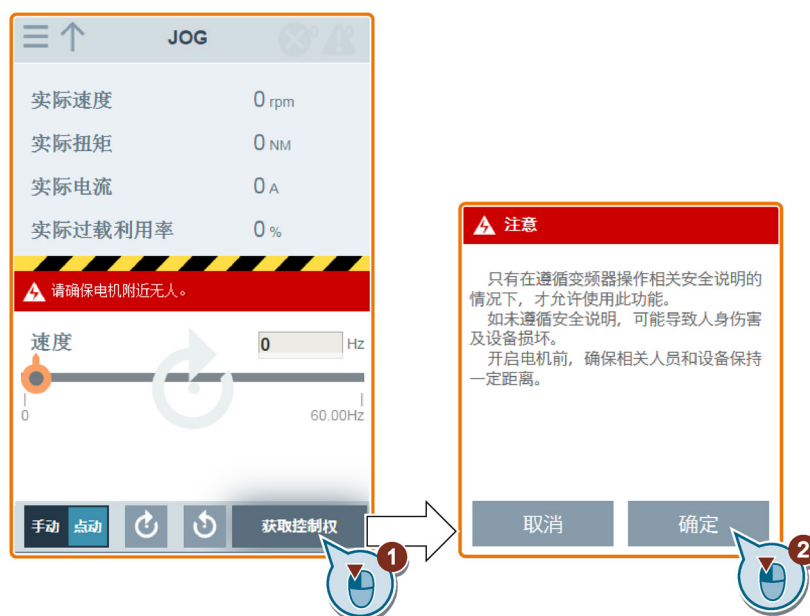 JOG
实际速度 0 rpm
实际扭矩 0 NM
实际电流 0 A
实际过载利用率 0 %
请确保电机附近无人。
速度 0 Hz
0 60.00Hz
手动 点动 获取控制权
1
注意
只有在遵循变频器操作相关安全说明的
情况下，才允许使用此功能。
如未遵循安全说明，可能导致人身伤害
及设备损坏。
开启电机前，确保相关人员和设备保持
一定距离。
取消 确定
2